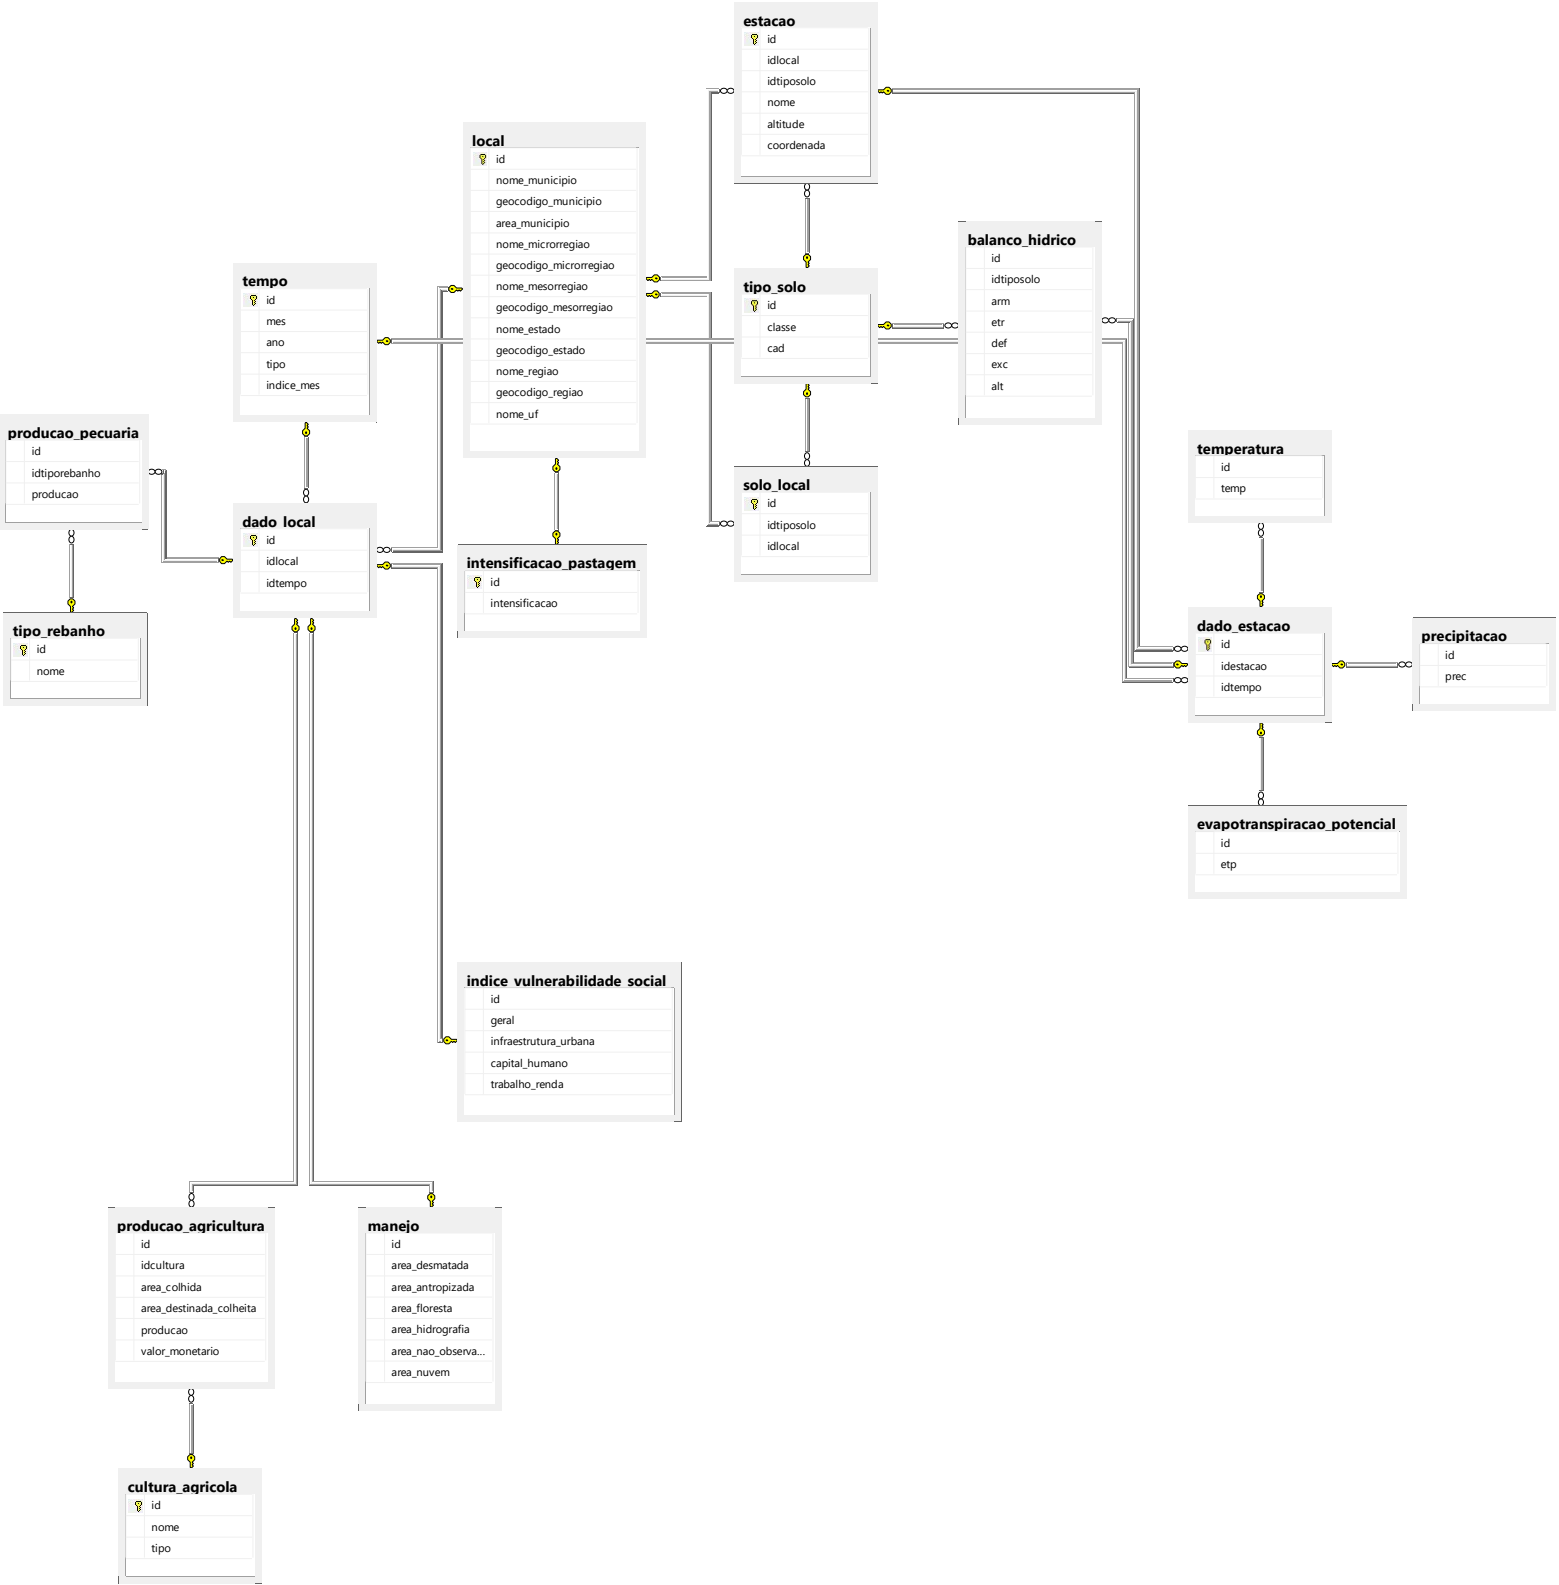 estacao
id
idlocal
idtiposolo
nome
altitude
coordenada
local
id
nome_municipio
geocodigo_municipio
area_municipio
nome_microrregiao
geocodigo_microrregiao
nome_mesorregiao
geocodigo_mesorregiao
nome_estado
geocodigo_estado
nome_regiao
geocodigo_regiao
nome_uf
balanco_hidrico
id
idtiposolo
arm
etr
def
exc
alt
tempo
id
mes
ano
tipo
indice_mes
tipo_solo
id
classe
cad
producao_pecuaria
id
idtiporebanho
producao
temperatura
id
temp
solo_local
id
idtiposolo
idlocal
dado_local
id
idlocal
idtempo
intensificacao_pastagem
id
intensificacao
tipo_rebanho
id
nome
dado_estacao
id
idestacao
idtempo
precipitacao
id
prec
evapotranspiracao_potencial
id
etp
indice_vulnerabilidade_social
id
geral
infraestrutura_urbana
capital_humano
trabalho_renda
producao_agricultura
id
idcultura
area_colhida
area_destinada_colheita
producao
valor_monetario
manejo
id
area_desmatada
area_antropizada
area_floresta
area_hidrografia
area_nao_observa...
area_nuvem
cultura_agricola
id
nome
tipo